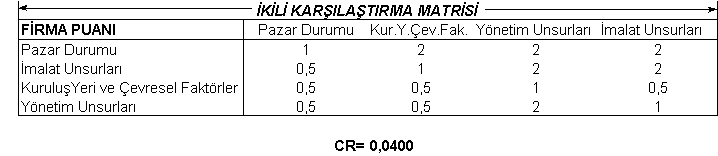 İKİLİ KARŞILAŞTIRMA MATRİSİ
FİRMA PUANI Pazar Durumu Kur.Y.Çev.Fak. Yönetim Unsurları İmalat Unsurları
Pazar Durumu 1 2 2 2
İmalat Unsurları 0,5 1 2 2
KuruluşYeri ve Çevresel Faktörler 0,5 0,5 1 0,5
Yönetim Unsurları 0,5 0,5 2 1
CR= 0,0400